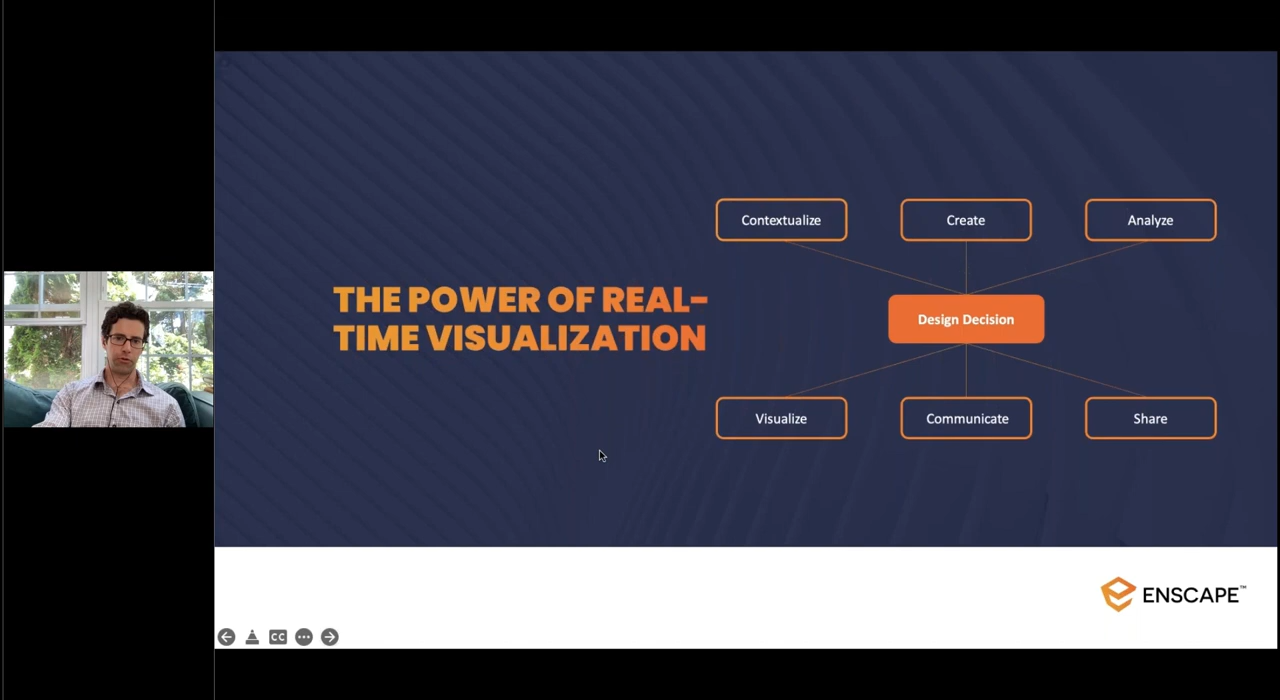 THE POWER OF REAL-
TIME VISUALIZATION
Contextualize
Create
Analyze
Design Decision
Visualize
Communicate
Share
ENSCAPE™
CC